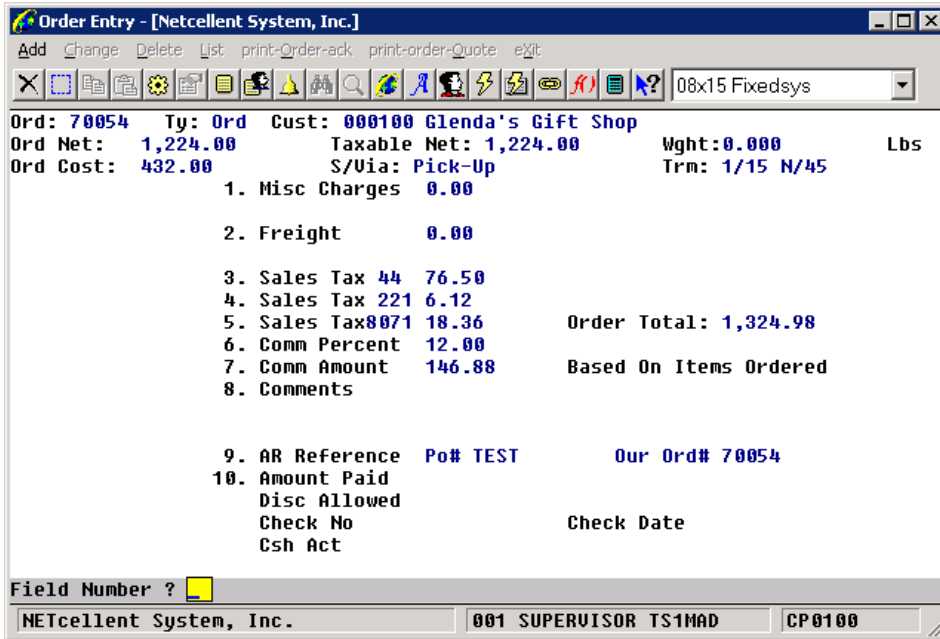 Order Entry - [Netcellent System, Inc.]
Add Change Delete List print-Order-ack print-order-Quote eXit
08x15 Fixedsys
Ord: 70054 Ty: Ord Cust: 000100 Glenda's Gift Shop
Ord Net: 1,224.00 Taxable Net: 1,224.00 Wght:0.000 Lbs
Ord Cost: 432.00 S/Via: Pick-Up Trm: 1/15 N/45
1. Misc Charges 0.00
2. Freight 0.00
3. Sales Tax 44 76.50
4. Sales Tax 221 6.12
5. Sales Tax8071 18.36 Order Total: 1,324.98
6. Comm Percent 12.00
7. Comm Amount 146.88 Based On Items Ordered
8. Comments
9. AR Reference Po# TEST Our Ord# 70054
10. Amount Paid
Disc Allowed
Check No Check Date
Csh Act
Field Number ?
NETcellent System, Inc. 001 SUPERVISOR TS1MAD CP0100